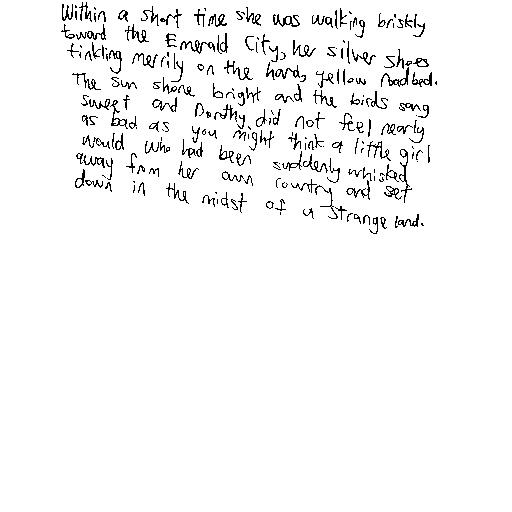 Within a short time she was walking briskly
toward the Emerald City, her silver shoes
tinkling merrily on the hard, yellow roadbed.
The sun shone bright and the birds sang
sweet and Dorothy did not feel nearly
as bad as you might think a little girl
would who had been suddenly whisked
away from her own country and set
down in the midst of a strange land.